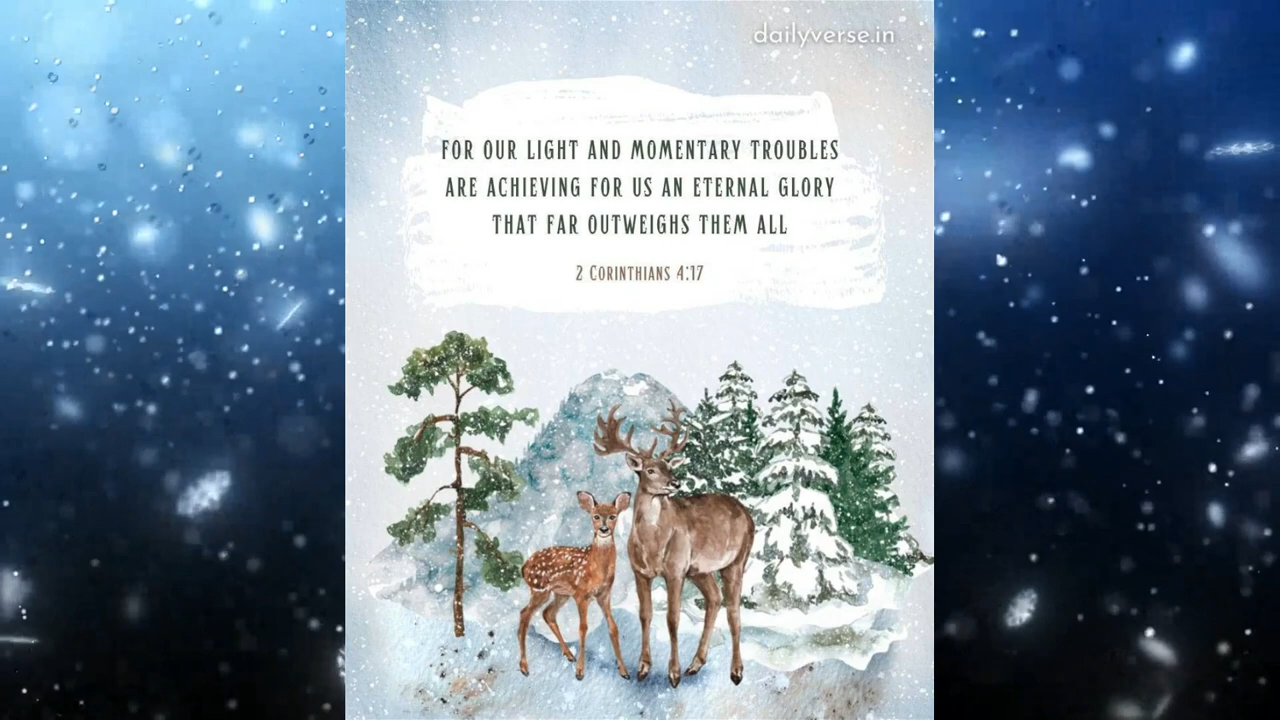 dailyverse.in
FOR OUR LIGHT AND MOMENTARY TROUBLES
ARE ACHIEVING FOR US AN ETERNAL GLORY
THAT FAR OUTWEIGHS THEM ALL
2 CORINTHIANS 4:17